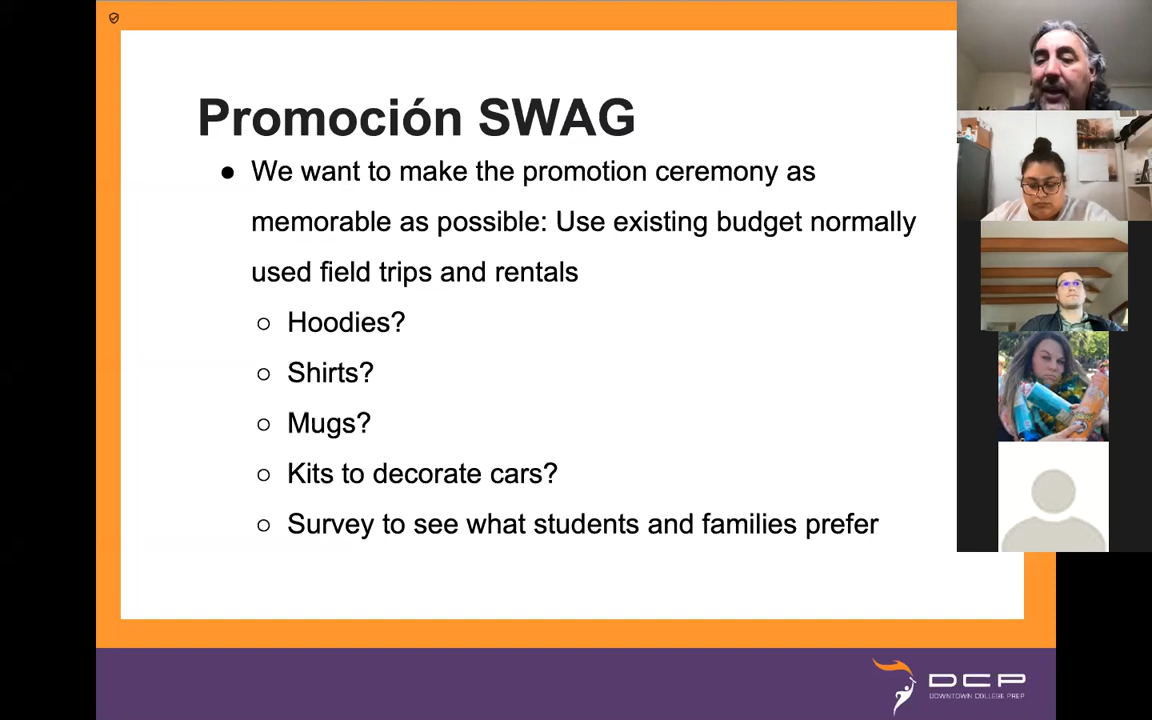 Promoción SWAG
● We want to make the promotion ceremony as
memorable as possible: Use existing budget normally
used field trips and rentals
○ Hoodies?
○ Shirts?
○ Mugs?
○ Kits to decorate cars?
○ Survey to see what students and families prefer
DCP
DOWNTOWN COLLEGE PREP